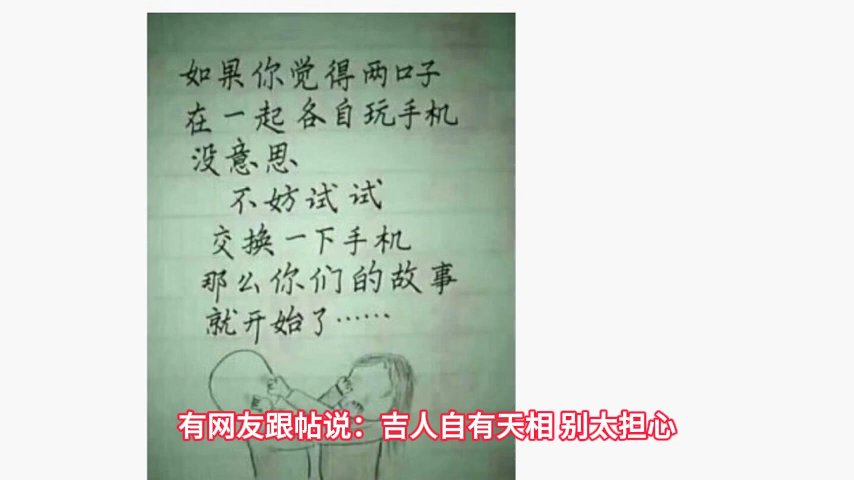 如果你觉得两口子
在一起各自玩手机
没意思
不妨试试
交换一下手机
那么你们的故事
就开始了……
有网友跟帖说：吉人自有天相 别太担心